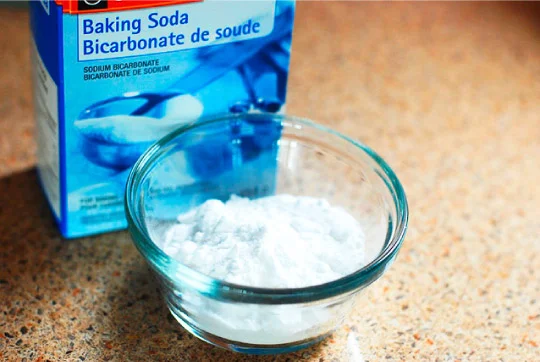 Baking Soda
Bicarbonate de soude
SODIUM BICARBONATE
BICARBONATE DE SODIUM